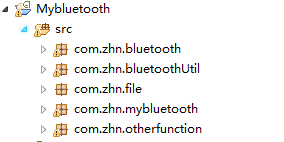 Mybluetooth
src
com.zhn.bluetooth
com.zhn.bluetoothUtil
com.zhn.file
com.zhn.mybluetooth
com.zhn.otherfunction